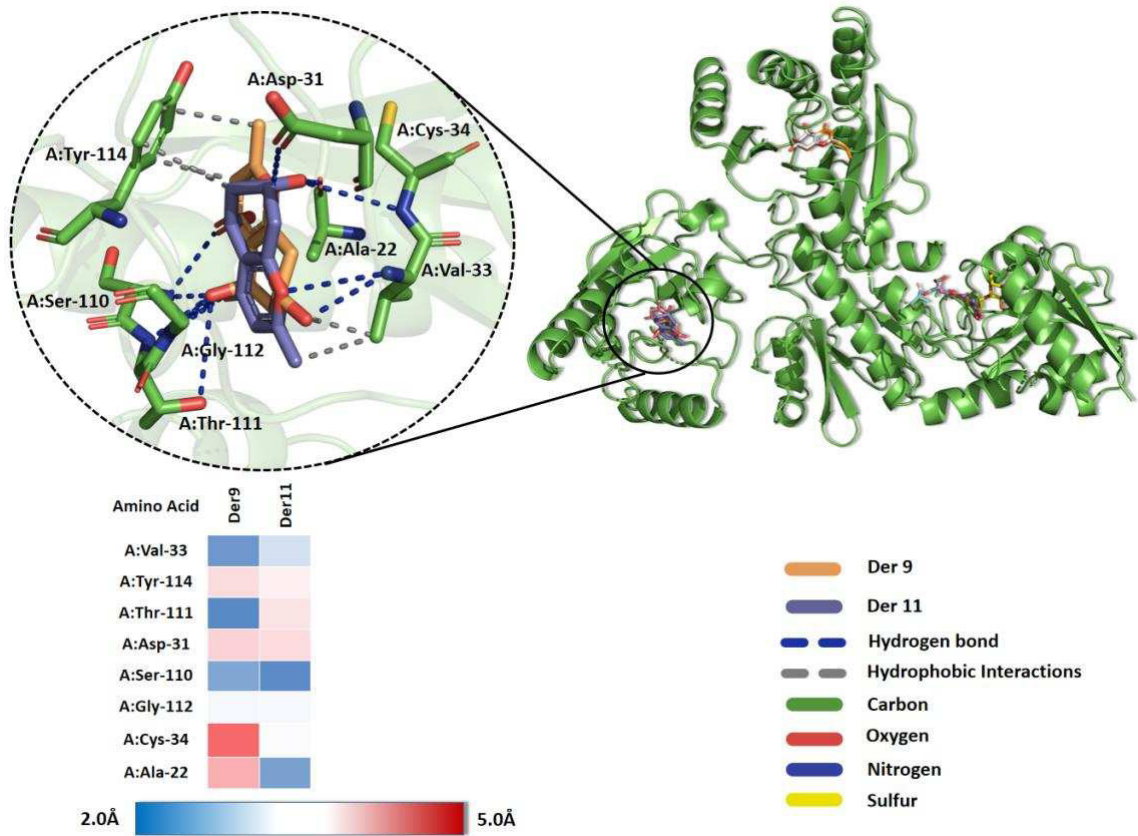 A:Asp-31
A:Cys-34
A:Tyr-114
A:Ala-22
A:Val-33
A:Ser-110
A:Gly-112
A:Thr-111
Amino Acid Der9 Der11
A:Val-33
A:Tyr-114
A:Thr-111
A:Asp-31
A:Ser-110
A:Gly-112
A:Cys-34
A:Ala-22
2.0Å 5.0Å
Der 9
Der 11
Hydrogen bond
Hydrophobic Interactions
Carbon
Oxygen
Nitrogen
Sulfur